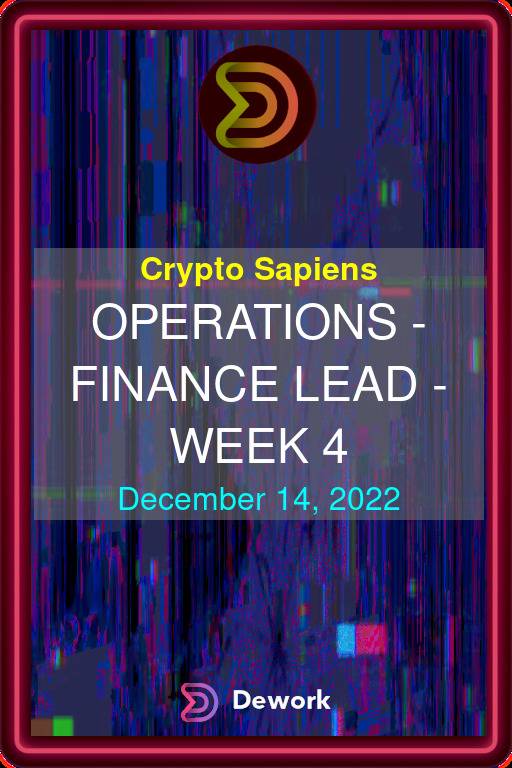 Crypto Sapiens
OPERATIONS -
FINANCE LEAD -
WEEK 4
December 14, 2022
Dework